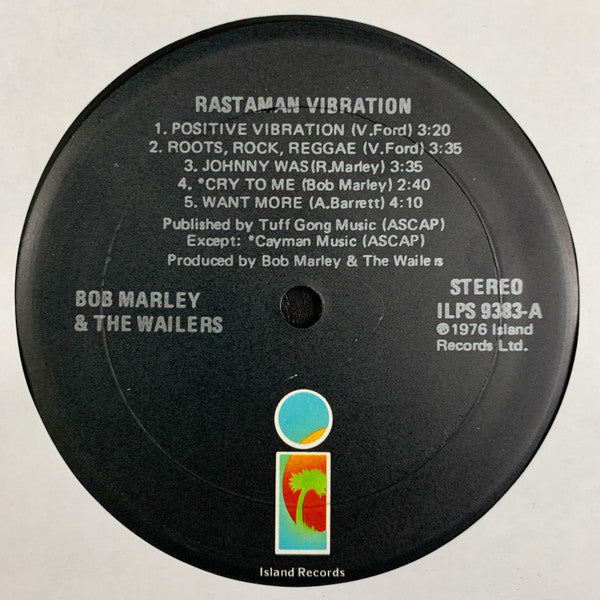 RASTAMAN VIBRATION
1. POSITIVE VIBRATION (V.Ford) 3:20
2. ROOTS, ROCK, REGGAE (V. Ford) 3:35
3. JOHNNY WAS(R.Marley) 3:35
4. *CRY TO ME (Bob Marley) 2:40
5. WANT MORE (A.Barrett) 4:10
Published by Tuff Gong Music (ASCAP)
Except: *Cayman Music (ASCAP)
Produced by Bob Marley & The Wailers
BOB MARLEY
& THE WAILERS
STEREO
ILPS 9383-A
℗1976 Island
Records Ltd.
i
Island Records